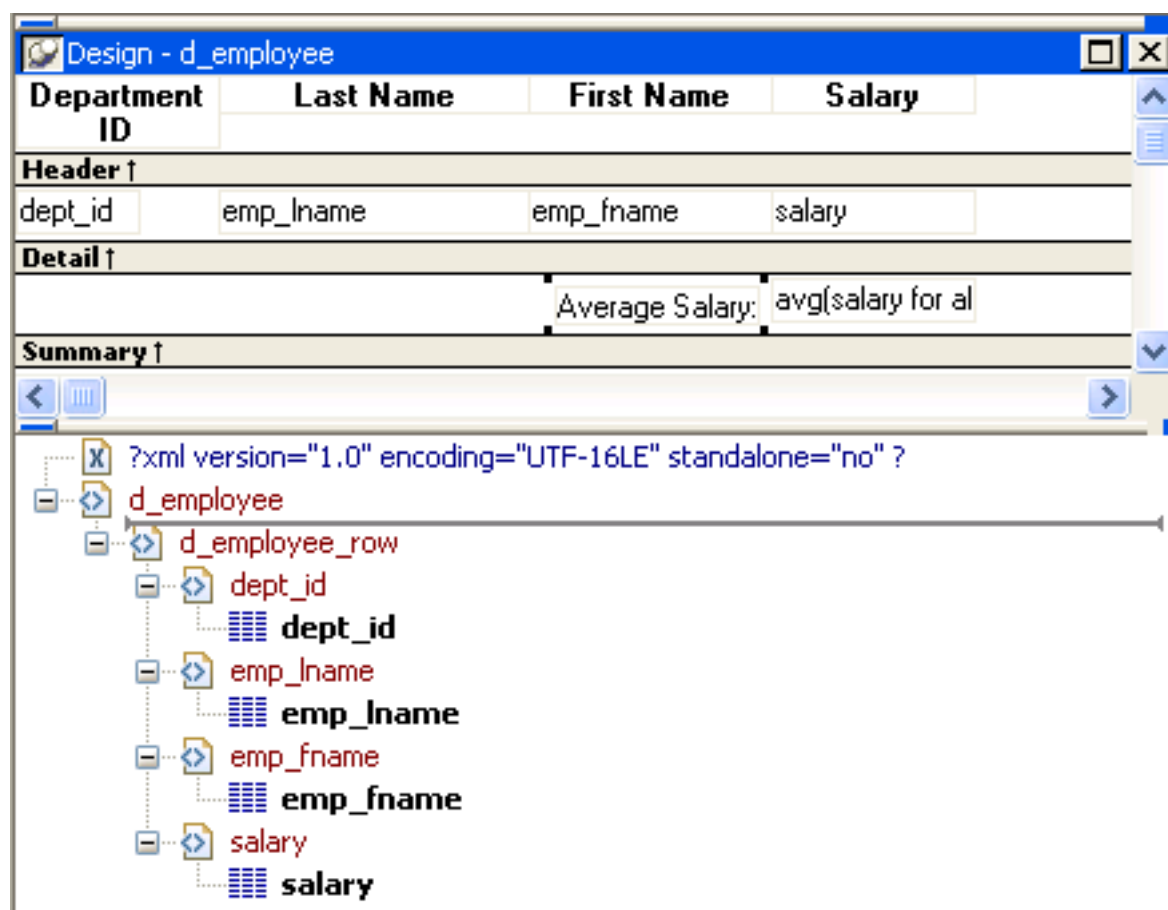 Design - d_employee
Department Last Name First Name Salary
ID
Header ↑
dept_id emp_lname emp_fname salary
Detail ↑
Average Salary: avg(salary for al
Summary ↑
?xml version="1.0" encoding="UTF-16LE" standalone="no" ?
d_employee
d_employee_row
dept_id
dept_id
emp_lname
emp_lname
emp_fname
emp_fname
salary
salary